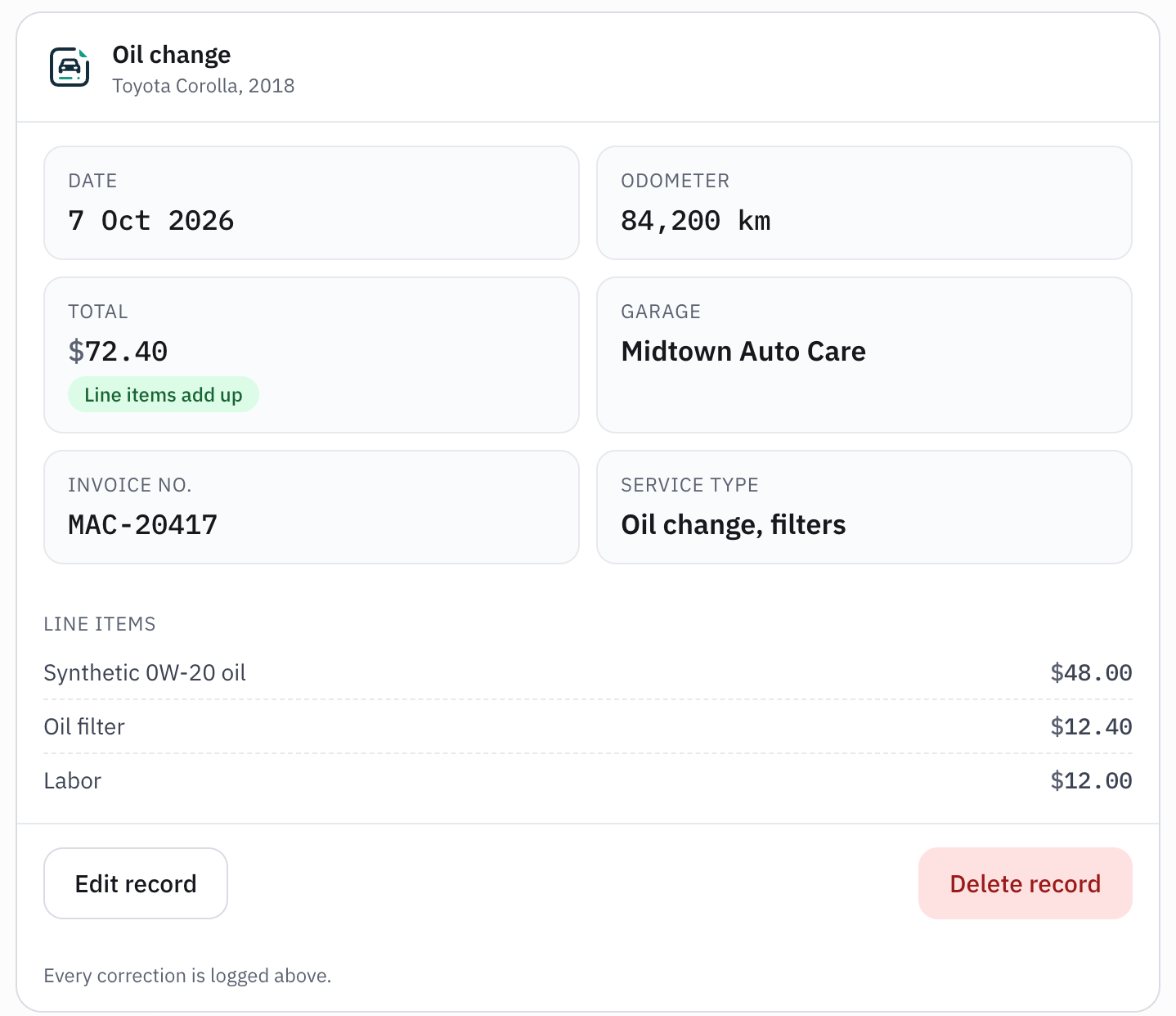 Oil change
Toyota Corolla, 2018
DATE
7 Oct 2026
ODOMETER
84,200 km
TOTAL
$72.40
Line items add up
GARAGE
Midtown Auto Care
INVOICE NO.
MAC-20417
SERVICE TYPE
Oil change, filters
LINE ITEMS
Synthetic 0W-20 oil $48.00
Oil filter $12.40
Labor $12.00
Edit record
Delete record
Every correction is logged above.